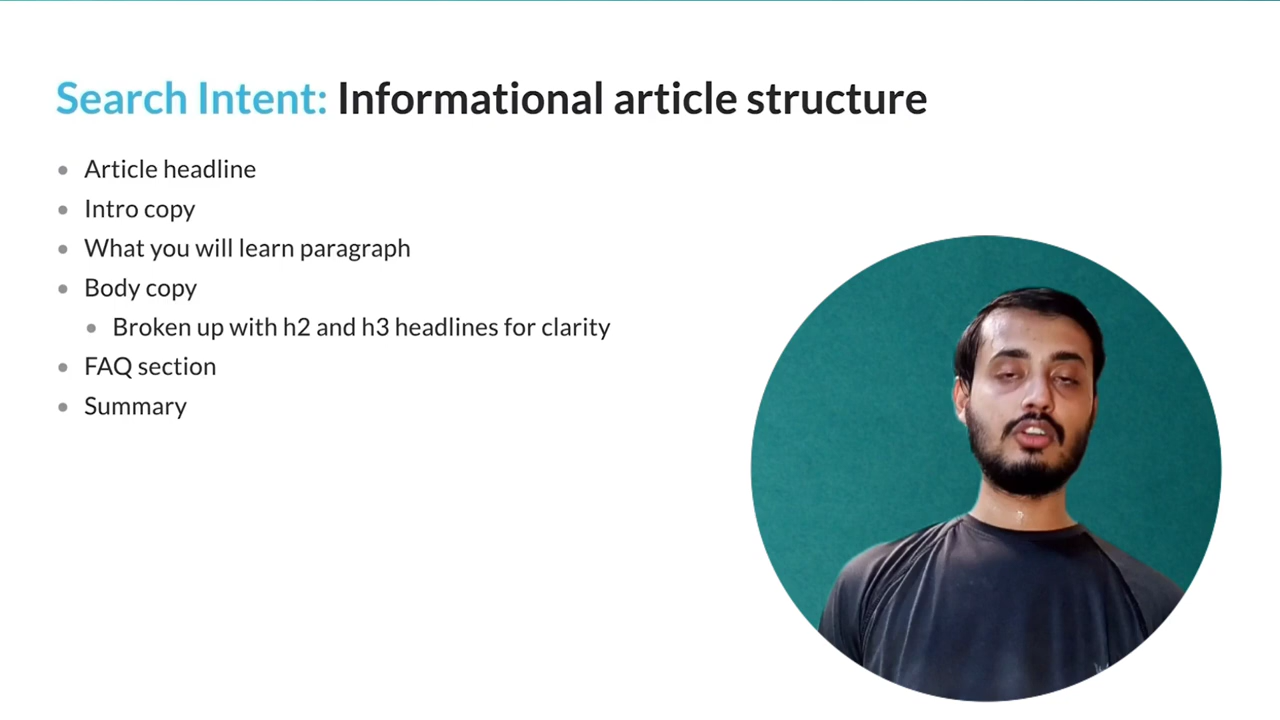 Search Intent: Informational article structure
Article headline
Intro copy
What you will learn paragraph
Body copy
Broken up with h2 and h3 headlines for clarity
FAQ section
Summary